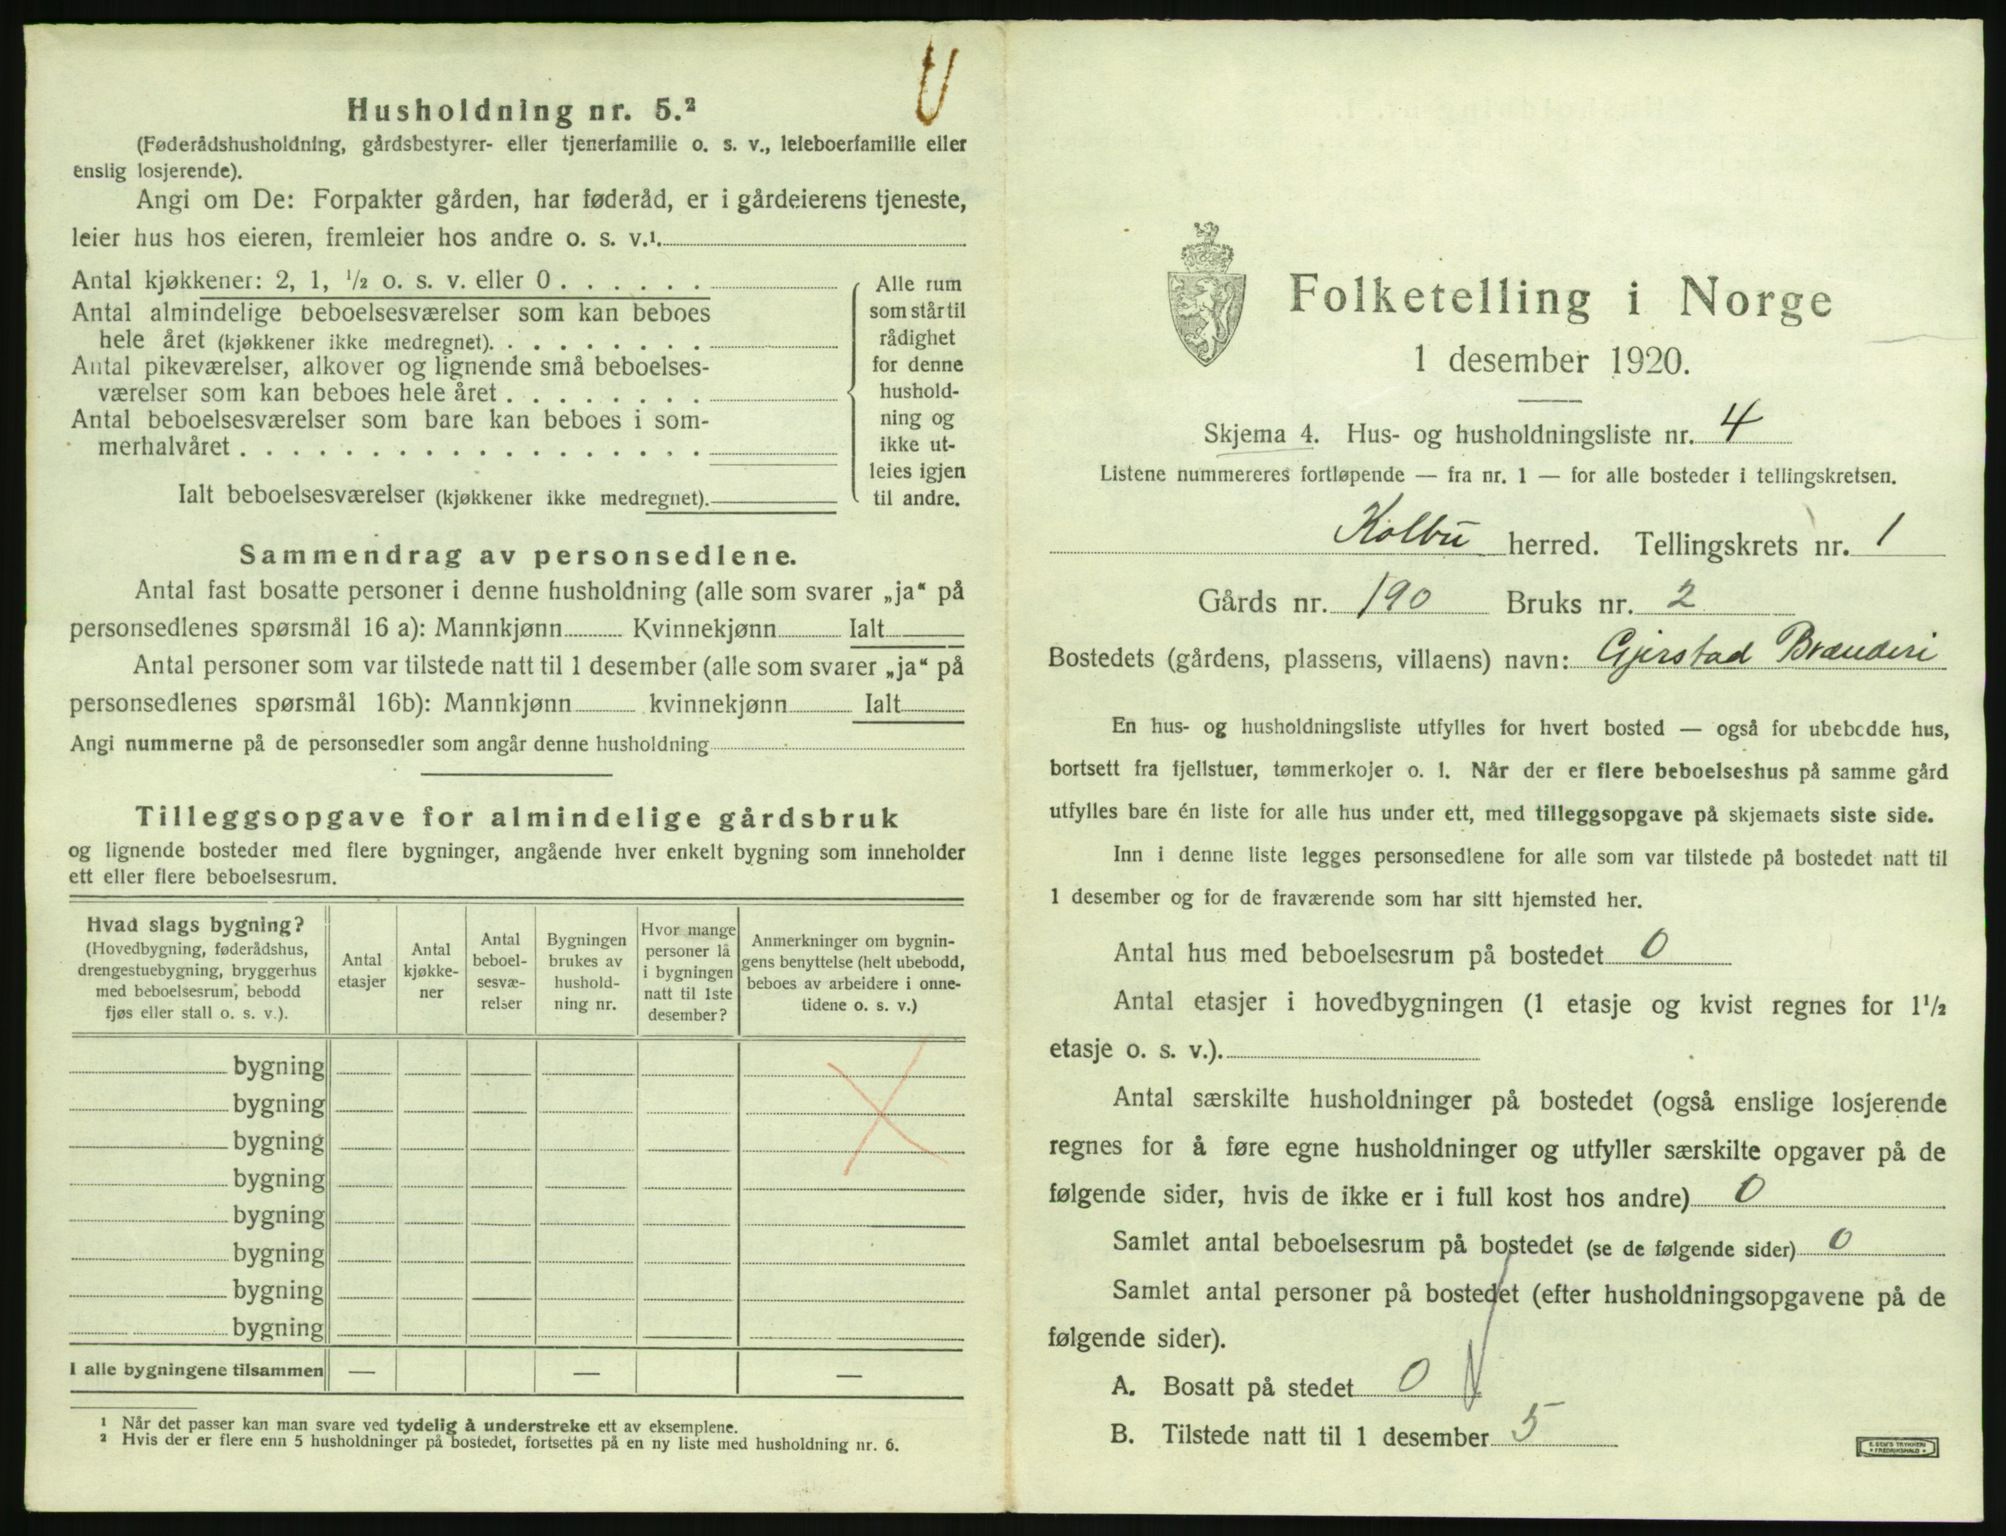 Husholdning nr. 5.²
(Føderådshusholdning, gårdsbestyrer- eller tjenerfamilie o. s. v., leieboerfamilie eller
enslig losjerende).
Angi om De: Forpakter gården, har føderåd, er i gårdeierens tjeneste,
leier hus hos eieren, fremleier hos andre o. s. v.¹.
Antal kjøkkener: 2, 1, ½ o. s. v. eller 0 . . . . . .
Antal almindelige beboelsesværelser som kan beboes
hele året (kjøkkener ikke medregnet). . . . . . . . .
Antal pikeværelser, alkover og lignende små beboelses-
værelser som kan beboes hele året . . . . . . . .
Antal beboelsesværelser som bare kan beboes i som-
merhalvåret . . . . . . . . . . . . . . . . . .
Ialt beboelsesværelser (kjøkkener ikke medregnet).
Alle rum
som står til
rådighet
for denne
hushold-
ning og
ikke ut-
leies igjen
til andre.
Sammendrag av personsedlene.
Antal fast bosatte personer i denne husholdning (alle som svarer „ja“ på
personsedlenes spørsmål 16 a): Mannkjønn Kvinnekjønn Ialt
Antal personer som var tilstede natt til 1 desember (alle som svarer „ja“ på
personsedlenes spørsmål 16b): Mannkjønn kvinnekjønn Ialt
Angi nummerne på de personsedler som angår denne husholdning
Tilleggsopgave for almindelige gårdsbruk
og lignende bosteder med flere bygninger, angående hver enkelt bygning som inneholder
ett eller flere beboelsesrum.
Hvad slags bygning?
(Hovedbygning, føderådshus,
drengestuebygning, bryggerhus
med beboelsesrum, bebodd
fjøs eller stall o. s. v.).
Antal
etasjer
Antal
kjøkke-
ner
Antal
beboel-
sesvæ-
relser
Bygningen
brukes av
hushold-
ning nr.
Hvor mange
personer lå
i bygningen
natt til 1ste
desember?
Anmerkninger om bygnin-
gens benyttelse (helt ubebodd,
beboes av arbeidere i onne-
tidene o. s. v.)
bygning
bygning
bygning
bygning
bygning
bygning
bygning
bygning
I alle bygningene tilsammen — — —
¹ Når det passer kan man svare ved tydelig å understreke ett av eksemplene.
² Hvis der er flere enn 5 husholdninger på bostedet, fortsettes på en ny liste med husholdning nr. 6.
Folketelling i Norge
1 desember 1920.
Skjema 4. Hus- og husholdningsliste nr. 4
Listene nummereres fortløpende — fra nr. 1 — for alle bosteder i tellingskretsen.
Kolbu herred. Tellingskrets nr. 1
Gårds nr. 190 Bruks nr. 2
Bostedets (gårdens, plassens, villaens) navn: Gjerstad Brænderi
En hus- og husholdningsliste utfylles for hvert bosted — også for ubebodde hus,
bortsett fra fjellstuer, tømmerkojer o. l. Når der er flere beboelseshus på samme gård
utfylles bare én liste for alle hus under ett, med tilleggsopgave på skjemaets siste side.
Inn i denne liste legges personsedlene for alle som var tilstede på bostedet natt til
1 desember og for de fraværende som har sitt hjemsted her.
Antal hus med beboelsesrum på bostedet 0
Antal etasjer i hovedbygningen (1 etasje og kvist regnes for 1½
etasje o. s. v.).
Antal særskilte husholdninger på bostedet (også enslige losjerende
regnes for å føre egne husholdninger og utfyller særskilte opgaver på de
følgende sider, hvis de ikke er i full kost hos andre) 0
Samlet antal beboelsesrum på bostedet (se de følgende sider) 0
Samlet antal personer på bostedet (efter husholdningsopgavene på de
følgende sider).
A. Bosatt på stedet 0
B. Tilstede natt til 1 desember 5
E. SEM'S TRYKKERI
FREDRIKSHALD